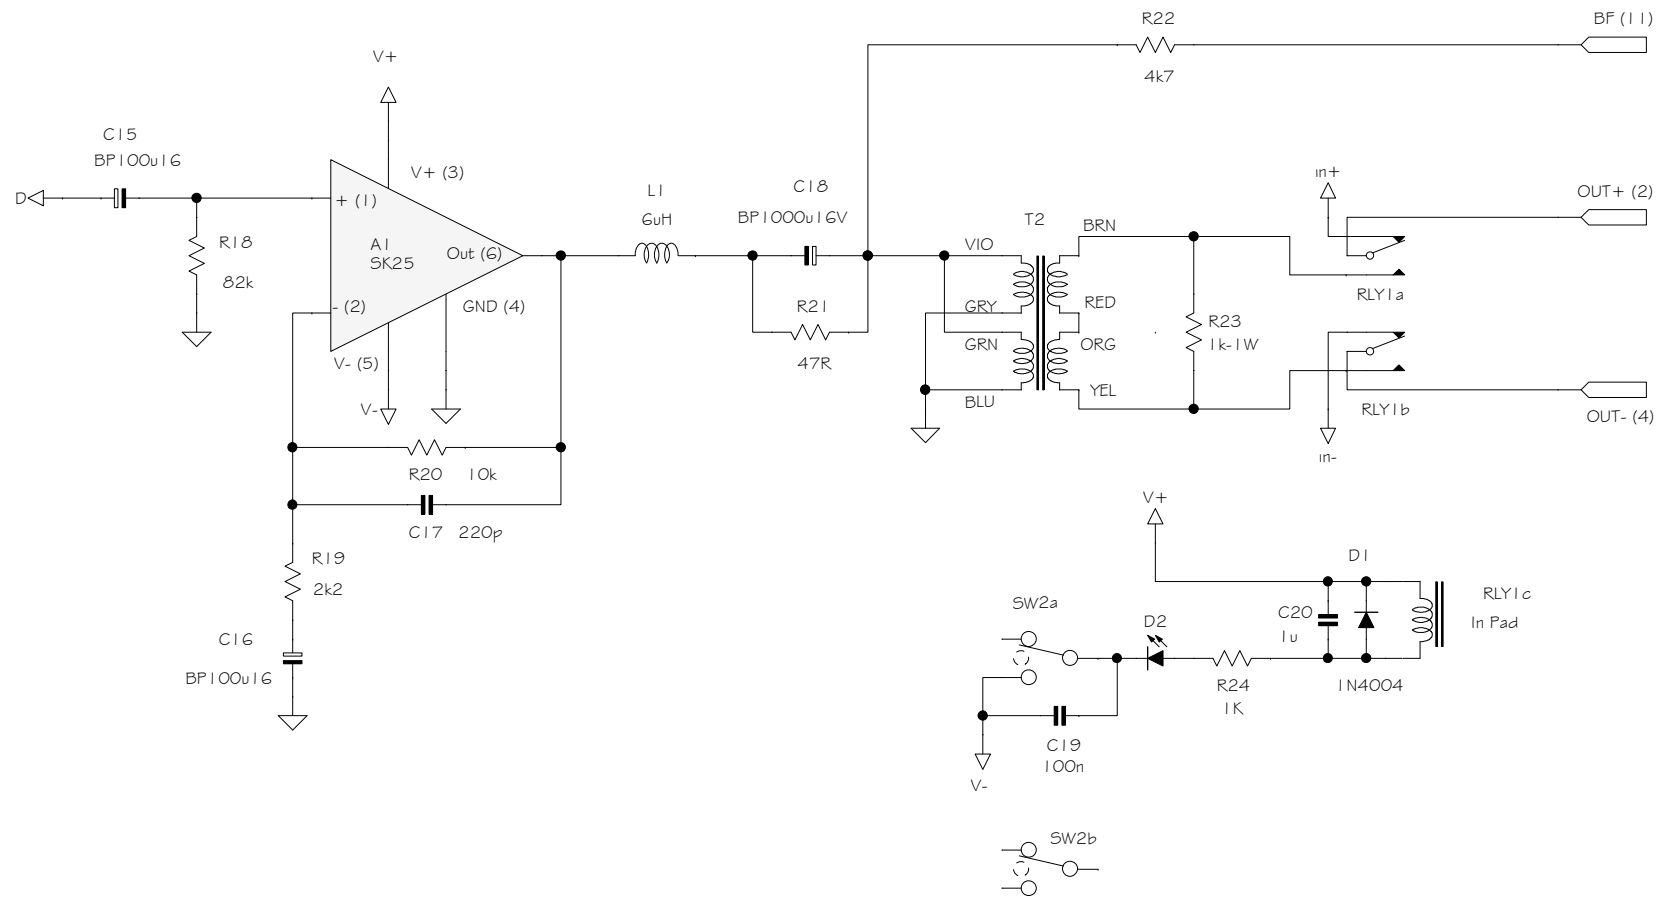 R22
BF (11)
4k7
V+
C15
BP100u16
V+ (3)
D
+ (1)
R18
82k
A1
SK25
Out (6)
- (2)
GND (4)
V- (5)
V-
L1
6uH
C18
BP1000u16V
R21
47R
T2
VIO
BRN
GRY
RED
GRN
ORG
BLU
YEL
R23
1k-1W
in+
OUT+ (2)
RLY1a
RLY1b
OUT- (4)
in-
R20 10k
C17 220p
R19
2k2
C16
BP100u16
V+
D1
SW2a
D2
C20
1u
RLY1c
In Pad
R24
1K
1N4004
C19
100n
V-
SW2b